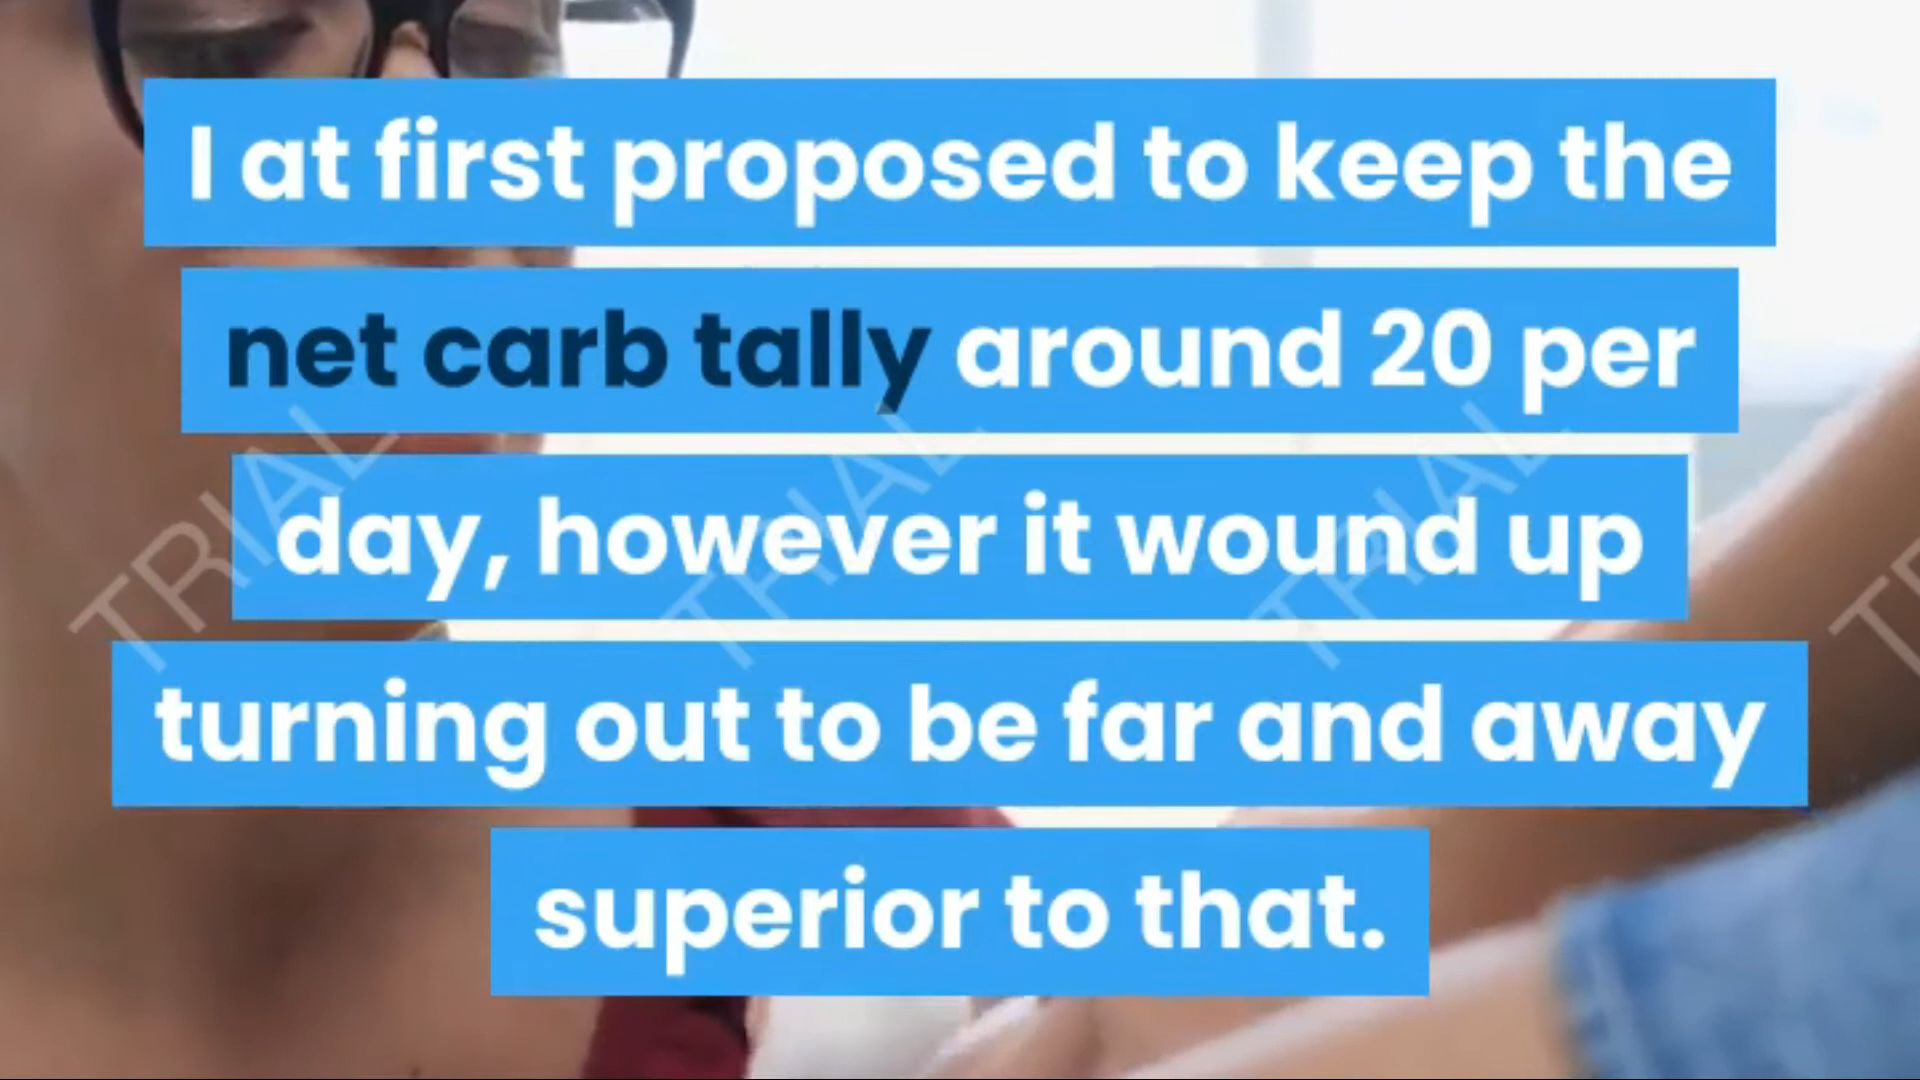 I at first proposed to keep the
net carb tally around 20 per
day, however it wound up
turning out to be far and away
superior to that.
TRIAL TRIAL TRIAL